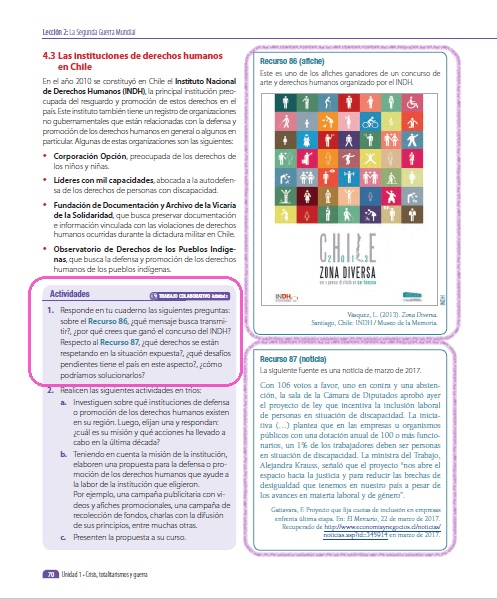 Lección 2: La Segunda Guerra Mundial
4.3 Las instituciones de derechos humanos
en Chile
En el año 2010 se constituyó en Chile el Instituto Nacional
de Derechos Humanos (INDH), la principal institución preo-
cupada del resguardo y promoción de estos derechos en el
país. Este instituto también tiene un registro de organizaciones
no gubernamentales que están relacionadas con la defensa y
promoción de los derechos humanos en general o algunos en
particular. Algunas de estas organizaciones son las siguientes:
• Corporación Opción, preocupada de los derechos de
los niños y niñas.
• Líderes con mil capacidades, abocada a la autodefen-
sa de los derechos de personas con discapacidad.
• Fundación de Documentación y Archivo de la Vicaría
de la Solidaridad, que busca preservar documentación
e información vinculada con las violaciones de derechos
humanos ocurridas durante la dictadura militar en Chile.
• Observatorio de Derechos de los Pueblos Indíge-
nas, que busca la defensa y promoción de los derechos
humanos de los pueblos indígenas.
Actividades
TRABAJO COLABORATIVO
1. Responde en tu cuaderno las siguientes preguntas:
sobre el Recurso 86, ¿qué mensaje busca transmi-
tir?, ¿por qué crees que ganó el concurso del INDH?
Respecto al Recurso 87, ¿qué derechos se están
respetando en la situación expuesta?, ¿qué desafíos
pendientes tiene el país en este aspecto?, ¿cómo
podríamos solucionarlos?
2. Realicen las siguientes actividades en tríos:
a. Investiguen sobre qué instituciones de defensa
o promoción de los derechos humanos existen
en su región. Luego, elijan una y respondan:
¿cuál es su misión y qué acciones ha llevado a
cabo en la última década?
b. Teniendo en cuenta la misión de la institución,
elaboren una propuesta para la defensa o pro-
moción de los derechos humanos que ayude a
la labor de la institución que eligieron.
Por ejemplo, una campaña publicitaria con vi-
deos y afiches promocionales, una campaña de
recolección de fondos, charlas con la difusión
de sus principios, entre muchas otras.
c. Presenten la propuesta a su curso.
Recurso 86 (afiche)
Este es uno de los afiches ganadores de un concurso de
arte y derechos humanos organizado por el INDH.
CHILE
2013
ZONA DIVERSA
INDH
INDH
Vásquez, L. (2013). Zona Diversa.
Santiago, Chile: INDH / Museo de la Memoria.
Recurso 87 (noticia)
La siguiente fuente es una noticia de marzo de 2017.
Con 106 votos a favor, uno en contra y una absten-
ción, la sala de la Cámara de Diputados aprobó ayer
el proyecto de ley que incentiva la inclusión laboral
de personas en situación de discapacidad. La inicia-
tiva (...) plantea que en las empresas u organismos
públicos con una dotación anual de 100 o más funcio-
narios, un 1% de los trabajadores deben ser personas
en situación de discapacidad. La ministra del Trabajo,
Alejandra Krauss, señaló que el proyecto "nos abre el
espacio hacia la justicia y para reducir las brechas de
desigualdad que tenemos en nuestro país a pesar de
los avances en materia laboral y de género".
Gatavara, F. Proyecto que fija cuotas de inclusión en empresas
enfrenta última etapa. En: El Mercurio, 22 de marzo de 2017.
Recuperado de http://www.economiaynegocios.cl/noticias/
noticias.asp?id=345914 en marzo de 2017.
70 Unidad 1 - Crisis, totalitarismos y guerra